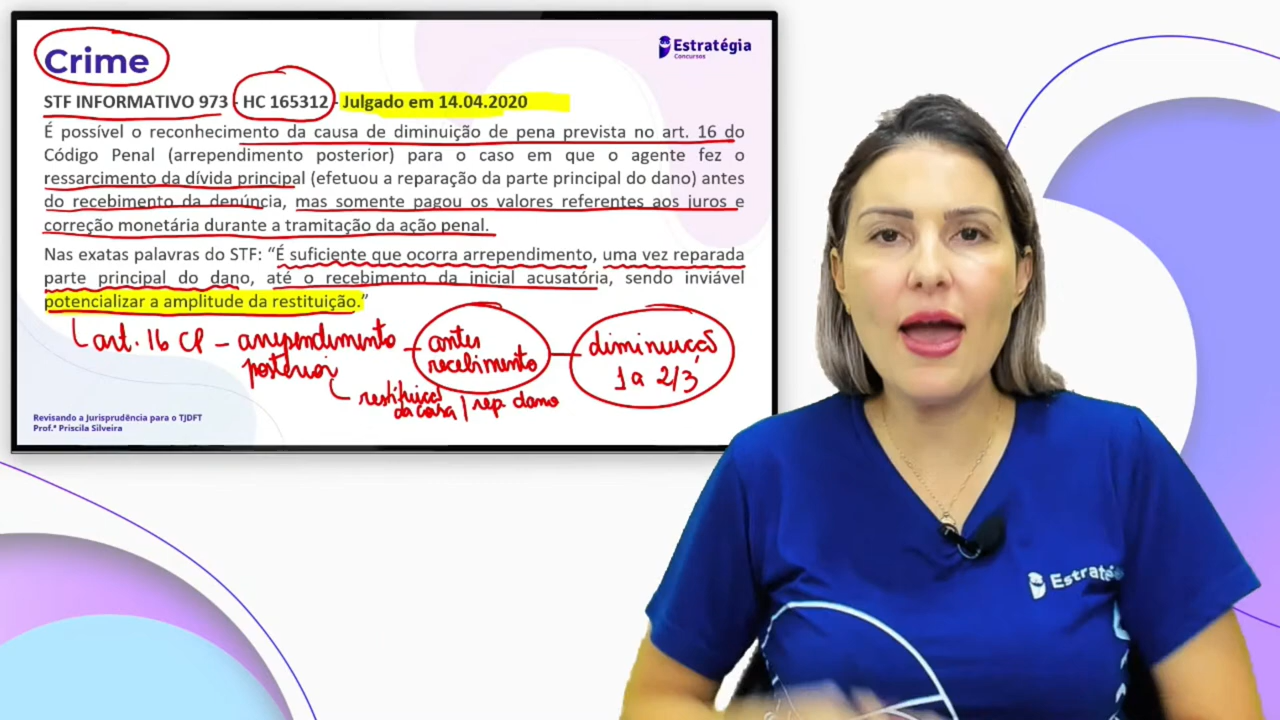 Crime
Estratégia
Concursos
STF INFORMATIVO 973 - HC 165312 - Julgado em 14.04.2020
É possível o reconhecimento da causa de diminuição de pena prevista no art. 16 do
Código Penal (arrependimento posterior) para o caso em que o agente fez o
ressarcimento da dívida principal (efetuou a reparação da parte principal do dano) antes
do recebimento da denúncia, mas somente pagou os valores referentes aos juros e
correção monetária durante a tramitação da ação penal.
Nas exatas palavras do STF: “É suficiente que ocorra arrependimento, uma vez reparada
parte principal do dano, até o recebimento da inicial acusatória, sendo inviável
potencializar a amplitude da restituição.”
art. 16 CP - arrependimento posterior - antes recebimento - diminuição 1 a 2/3
restituição da coisa / rep. dano
Revisando a Jurisprudência para o TJDFT
Prof.ª Priscila Silveira